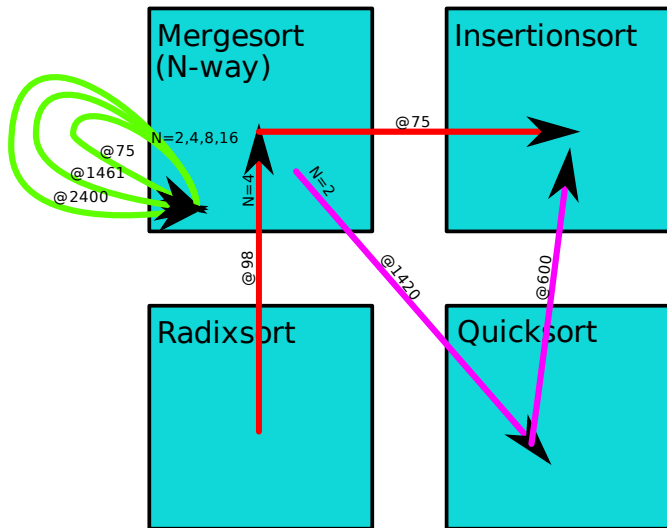 Mergesort
(N-way)
Insertionsort
N=2,4,8,16
@75
@75
@1461
@2400
N=4
N=2
@98
@1420
@600
Radixsort
Quicksort